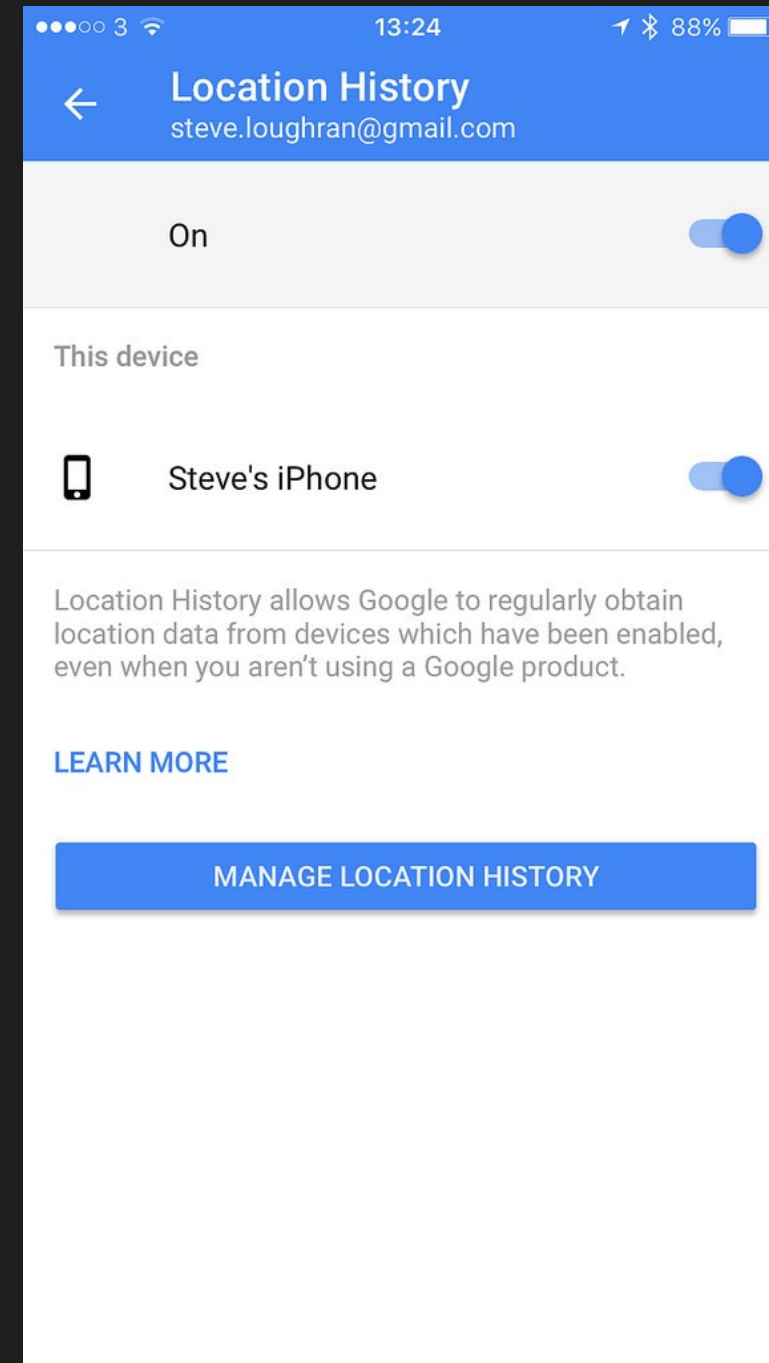 3 13:24 88%
Location History
steve.loughran@gmail.com
On
This device
Steve's iPhone
Location History allows Google to regularly obtain
location data from devices which have been enabled,
even when you aren't using a Google product.
LEARN MORE
MANAGE LOCATION HISTORY